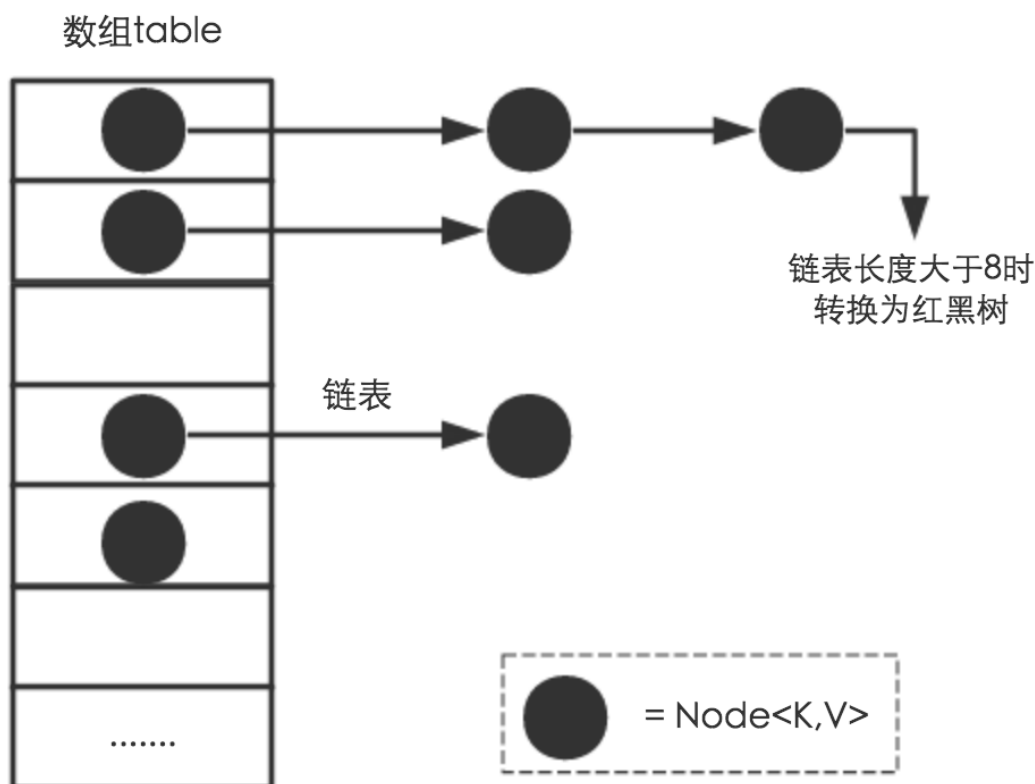 数组table
链表长度大于8时
转换为红黑树
链表
= Node<K,V>
.......